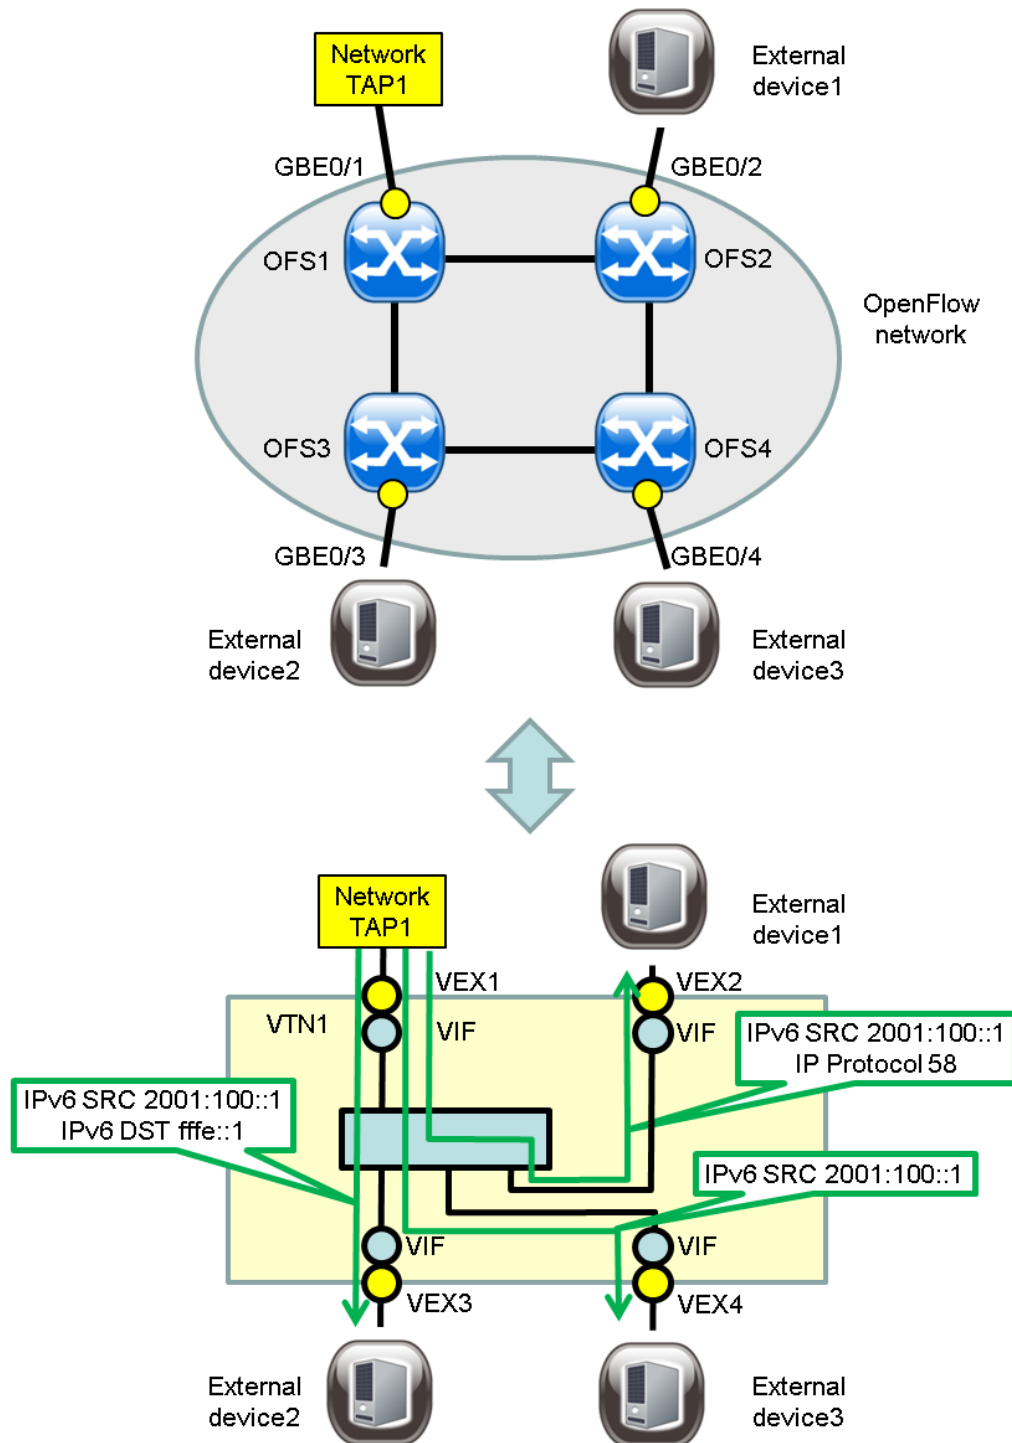 Network
TAP1
External
device1
GBE0/1
GBE0/2
OFS1
OFS2
OpenFlow
network
OFS3
OFS4
GBE0/3
GBE0/4
External
device2
External
device3
Network
TAP1
External
device1
VEX1
VEX2
VTN1
VIF
VIF
IPv6 SRC 2001:100::1
IP Protocol 58
IPv6 SRC 2001:100::1
IPv6 DST fffe::1
IPv6 SRC 2001:100::1
VIF
VIF
VEX3
VEX4
External
device2
External
device3